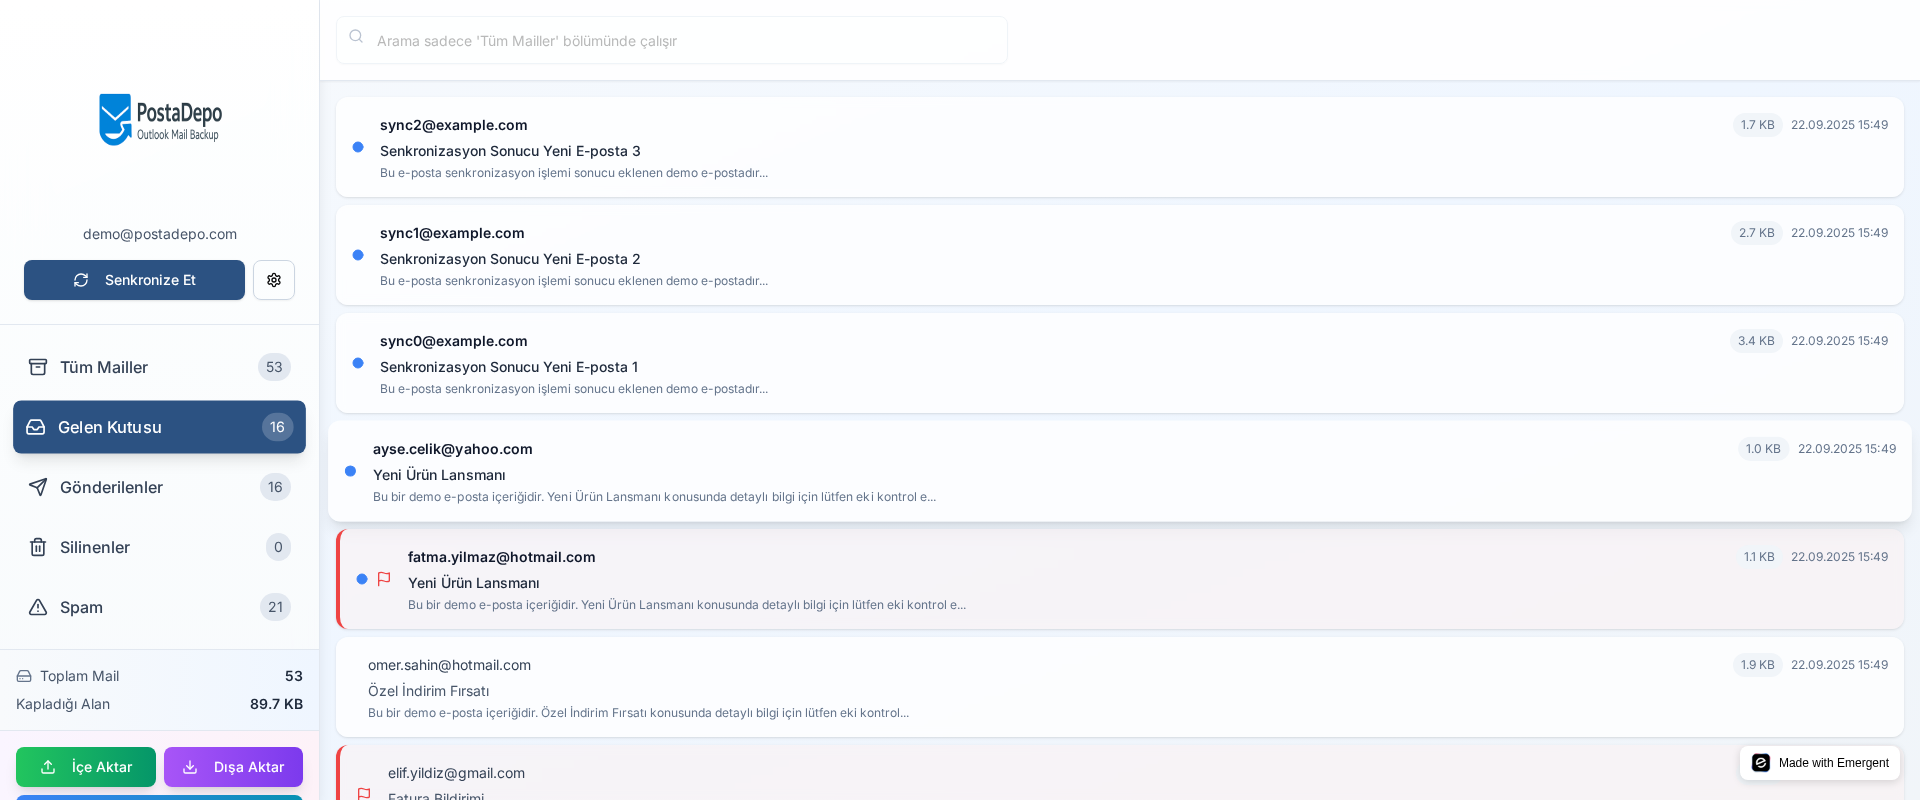 PostaDepo
Outlook Mail Backup
demo@postadepo.com
Senkronize Et
Tüm Mailler 53
Gelen Kutusu 16
Gönderilenler 16
Silinenler 0
Spam 21
Toplam Mail 53
Kapladığı Alan 89.7 KB
İçe Aktar
Dışa Aktar
Arama sadece 'Tüm Mailler' bölümünde çalışır
sync2@example.com 1.7 KB 22.09.2025 15:49
Senkronizasyon Sonucu Yeni E-posta 3
Bu e-posta senkronizasyon işlemi sonucu eklenen demo e-postadır...
sync1@example.com 2.7 KB 22.09.2025 15:49
Senkronizasyon Sonucu Yeni E-posta 2
Bu e-posta senkronizasyon işlemi sonucu eklenen demo e-postadır...
sync0@example.com 3.4 KB 22.09.2025 15:49
Senkronizasyon Sonucu Yeni E-posta 1
Bu e-posta senkronizasyon işlemi sonucu eklenen demo e-postadır...
ayse.celik@yahoo.com 1.0 KB 22.09.2025 15:49
Yeni Ürün Lansmanı
Bu bir demo e-posta içeriğidir. Yeni Ürün Lansmanı konusunda detaylı bilgi için lütfen eki kontrol e...
fatma.yilmaz@hotmail.com 1.1 KB 22.09.2025 15:49
Yeni Ürün Lansmanı
Bu bir demo e-posta içeriğidir. Yeni Ürün Lansmanı konusunda detaylı bilgi için lütfen eki kontrol e...
omer.sahin@hotmail.com 1.9 KB 22.09.2025 15:49
Özel İndirim Fırsatı
Bu bir demo e-posta içeriğidir. Özel İndirim Fırsatı konusunda detaylı bilgi için lütfen eki kontrol...
elif.yildiz@gmail.com
Fatura Bildirimi
Made with Emergent